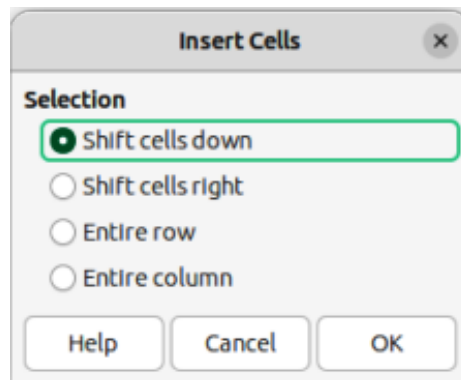 Insert Cells
Selection
Shift cells down
Shift cells right
Entire row
Entire column
Help Cancel OK